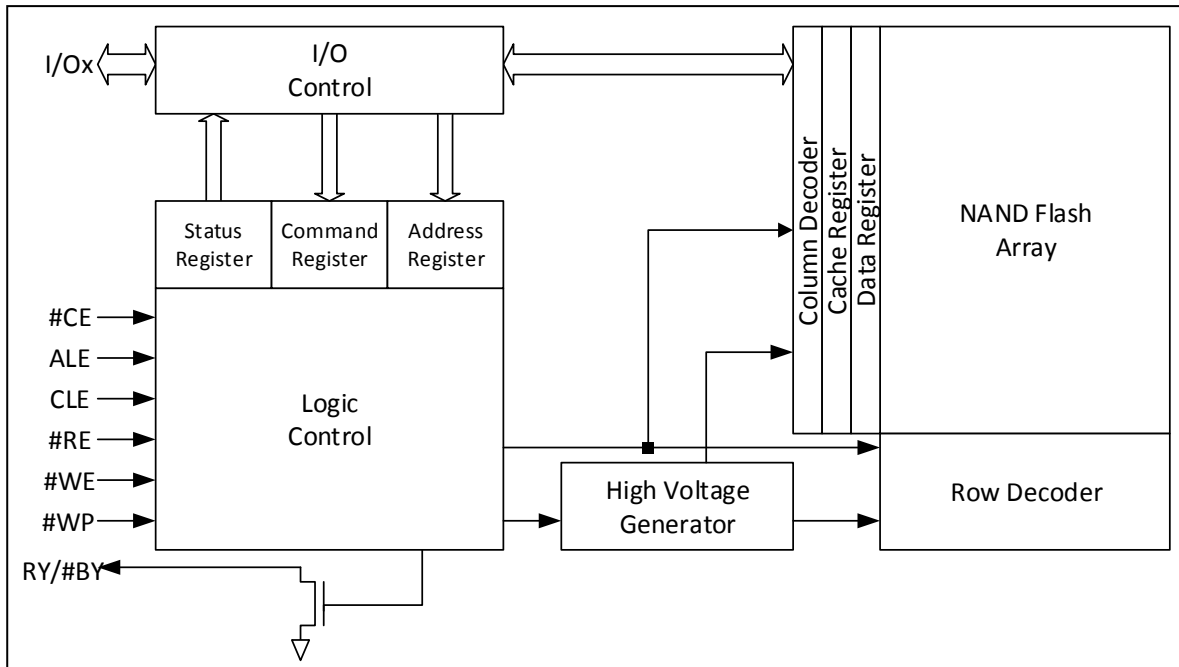 I/Ox
I/O
Control
Status
Register
Command
Register
Address
Register
#CE
ALE
CLE
#RE
#WE
#WP
RY/#BY
Logic
Control
High Voltage
Generator
Column Decoder
Cache Register
Data Register
NAND Flash
Array
Row Decoder